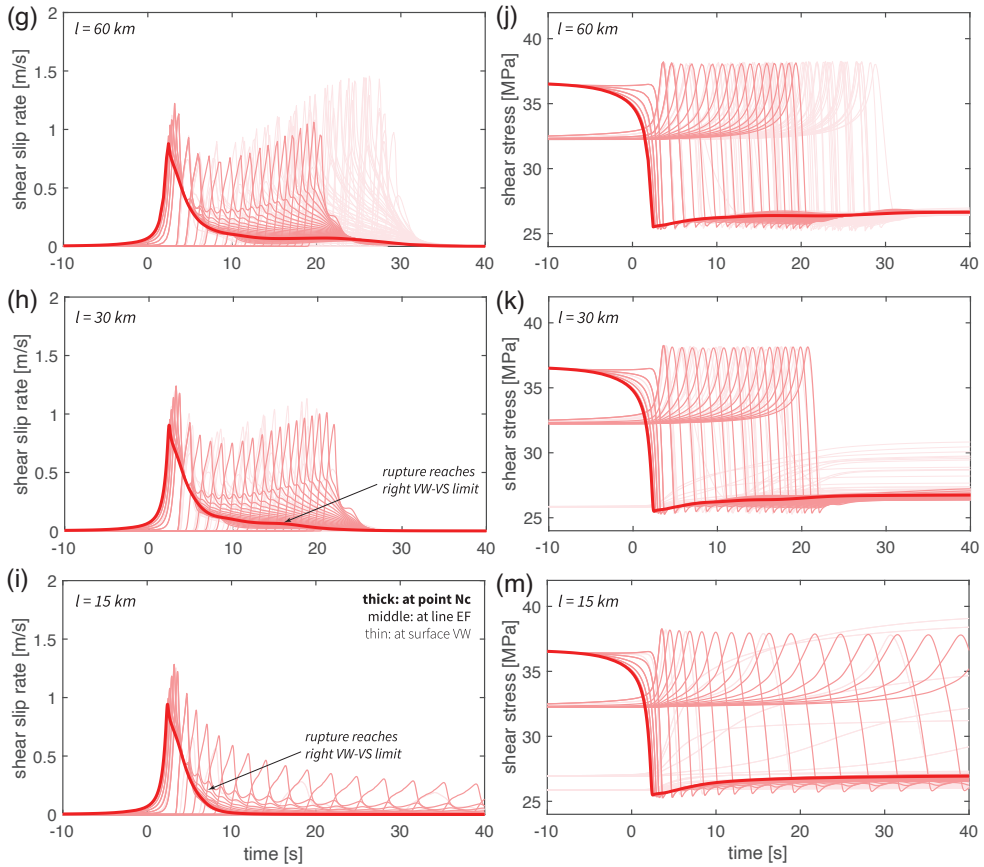 (g)
l = 60 km
shear slip rate [m/s]
2
1.5
1
0.5
0
-10 0 10 20 30 40
(j)
l = 60 km
shear stress [MPa]
40
35
30
25
-10 0 10 20 30 40
(h)
l = 30 km
shear slip rate [m/s]
2
1.5
1
0.5
0
rupture reaches
right VW-VS limit
-10 0 10 20 30 40
(k)
l = 30 km
shear stress [MPa]
40
35
30
25
-10 0 10 20 30 40
(i)
l = 15 km
shear slip rate [m/s]
2
1.5
1
0.5
0
thick: at point Nc
middle: at line EF
thin: at surface VW
rupture reaches
right VW-VS limit
-10 0 10 20 30 40
time [s]
(m)
l = 15 km
shear stress [MPa]
40
35
30
25
-10 0 10 20 30 40
time [s]